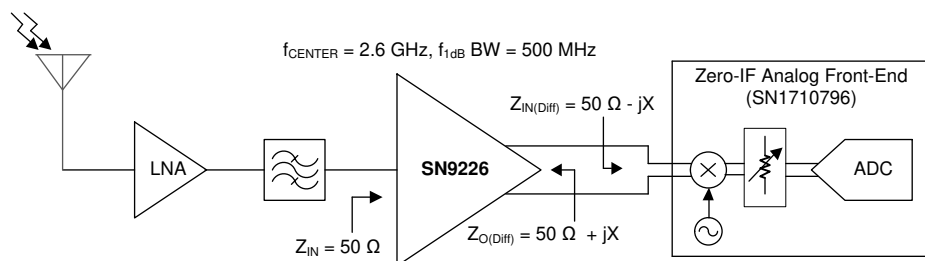 f_CENTER = 2.6 GHz, f_1dB BW = 500 MHz
Zero-IF Analog Front-End
(SN1710796)
Z_IN(Diff) = 50 Ω - jX
LNA
SN9226
ADC
Z_IN = 50 Ω
Z_O(Diff) = 50 Ω + jX